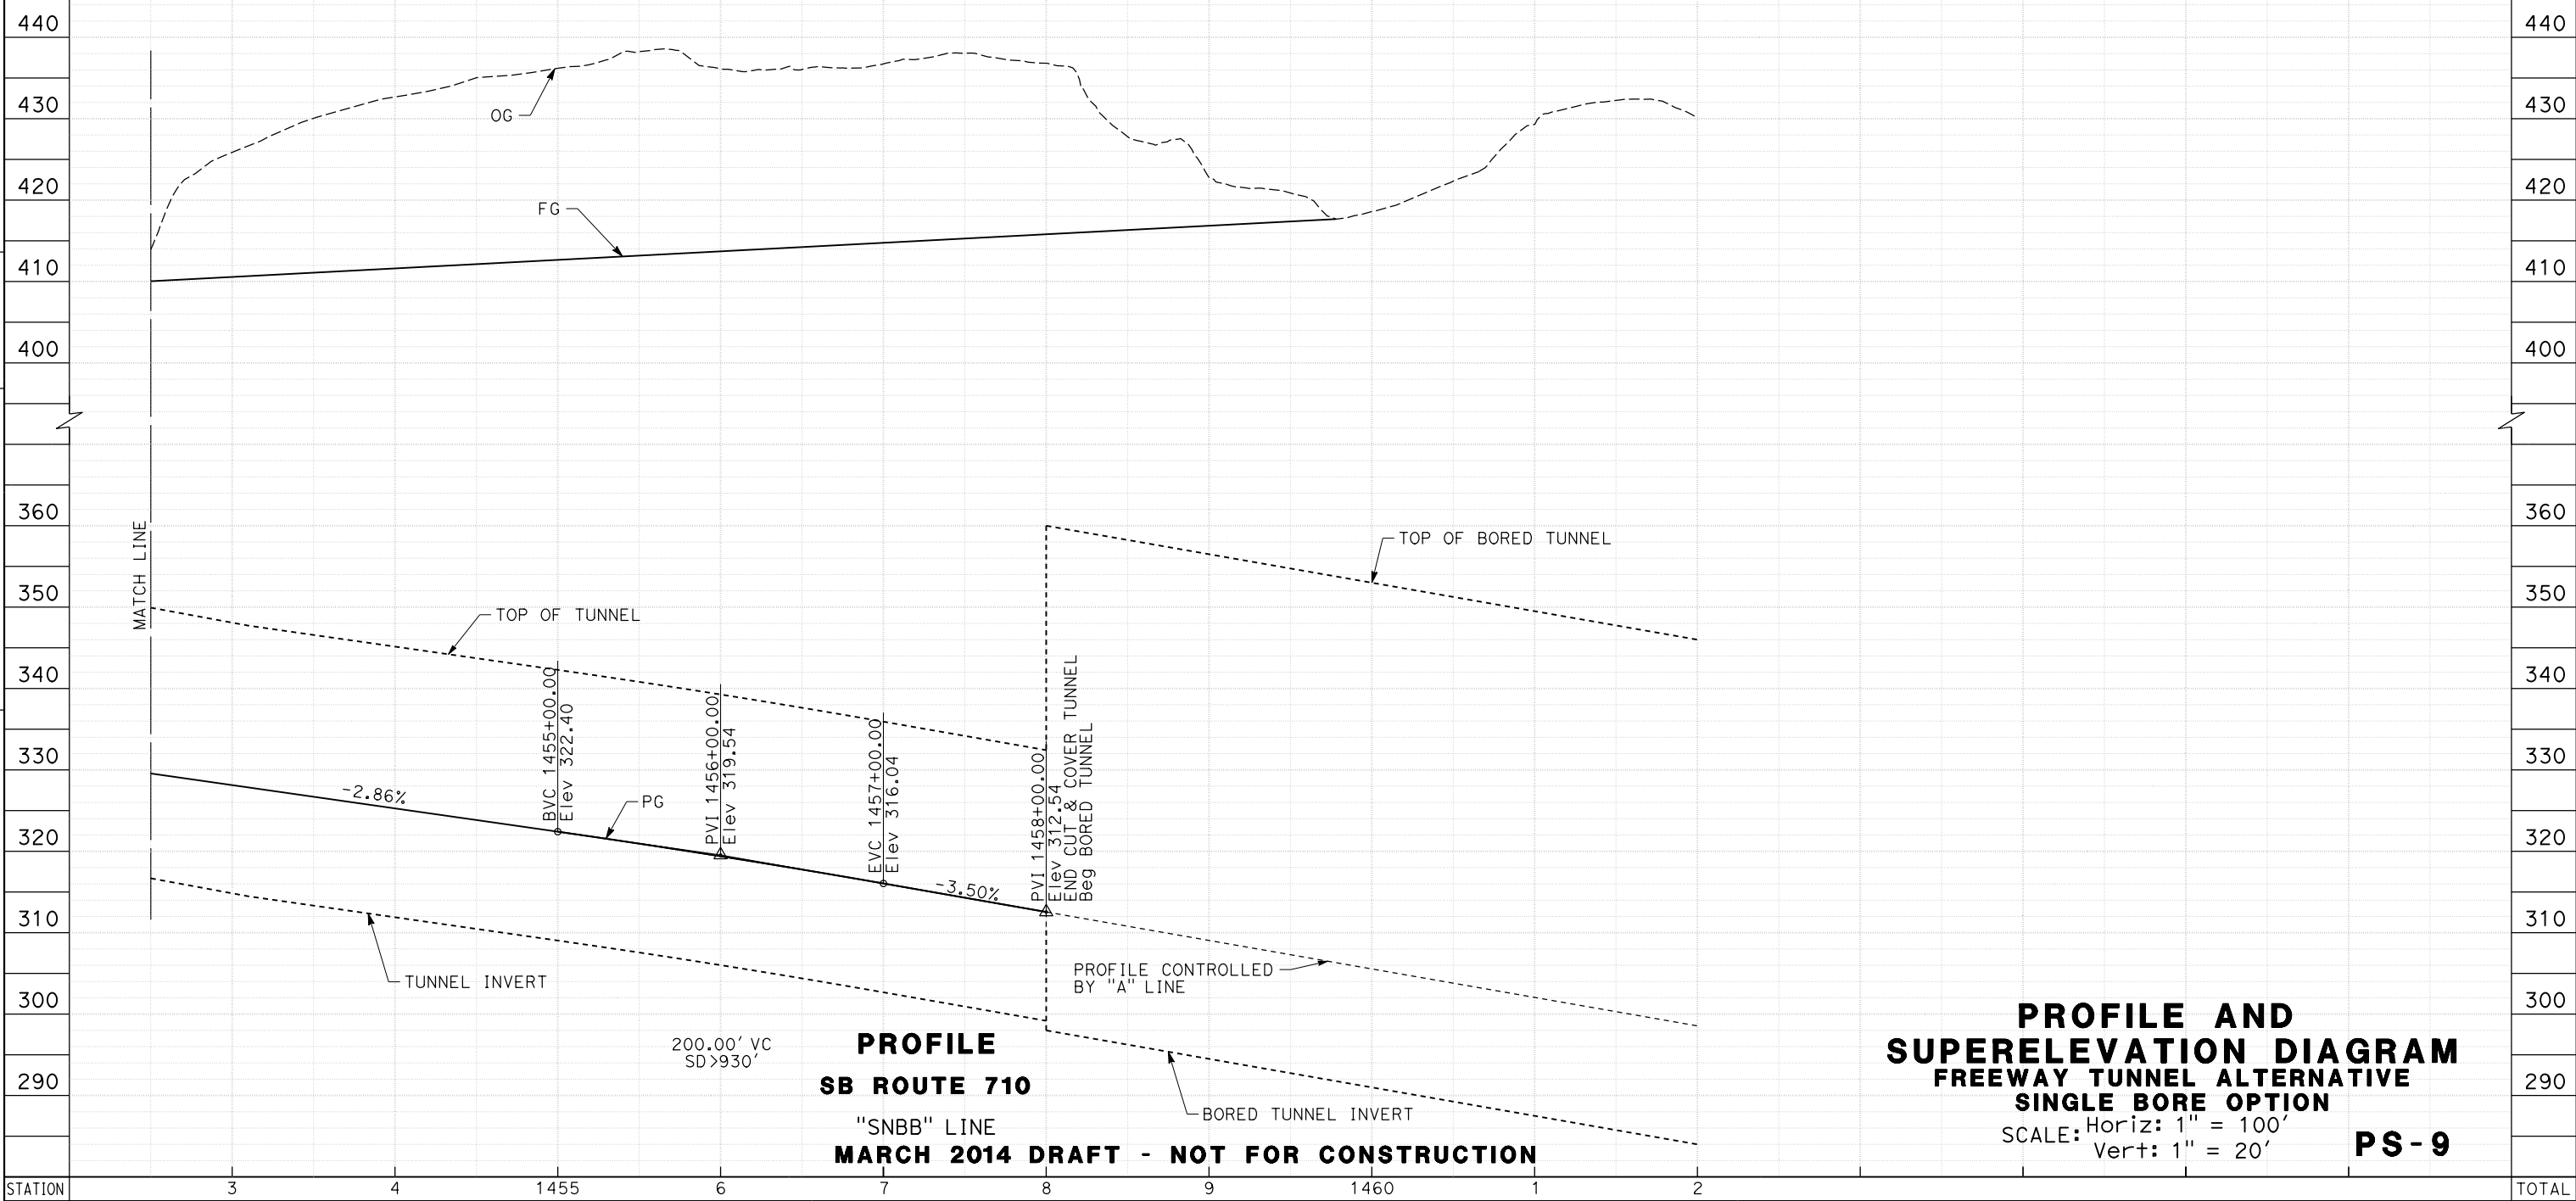 440
430
420
410
400
360
350
340
330
320
310
300
290
STATION
440
430
420
410
400
360
350
340
330
320
310
300
290
TOTAL
OG
FG
MATCH LINE
TOP OF TUNNEL
TOP OF BORED TUNNEL
-2.86%
BVC 1455+00.00
Elev 322.40
PG
PVI 1456+00.00
Elev 319.54
EVC 1457+00.00
Elev 316.04
-3.50%
PVI 1458+00.00
Elev 312.54
END CUT & COVER TUNNEL
Beg BORED TUNNEL
TUNNEL INVERT
PROFILE CONTROLLED
BY "A" LINE
BORED TUNNEL INVERT
200.00' VC
SD>930'
PROFILE
SB ROUTE 710
"SNBB" LINE
MARCH 2014 DRAFT - NOT FOR CONSTRUCTION
PROFILE AND
SUPERELEVATION DIAGRAM
FREEWAY TUNNEL ALTERNATIVE
SINGLE BORE OPTION
SCALE: Horiz: 1" = 100'
Vert: 1" = 20'
PS-9
3 4 1455 6 7 8 9 1460 1 2